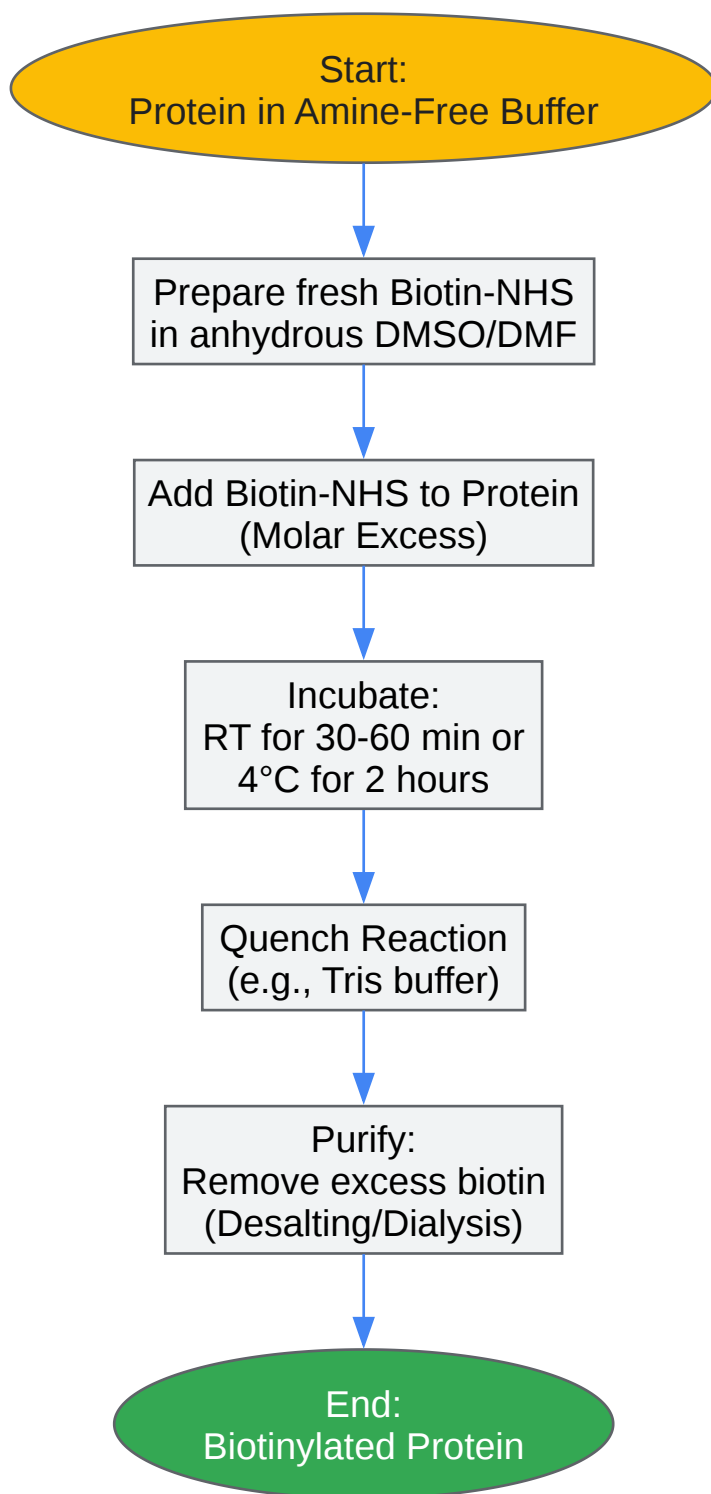 Start:
Protein in Amine-Free Buffer
Prepare fresh Biotin-NHS
in anhydrous DMSO/DMF
Add Biotin-NHS to Protein
(Molar Excess)
Incubate:
RT for 30-60 min or
4°C for 2 hours
Quench Reaction
(e.g., Tris buffer)
Purify:
Remove excess biotin
(Desalting/Dialysis)
End:
Biotinylated Protein